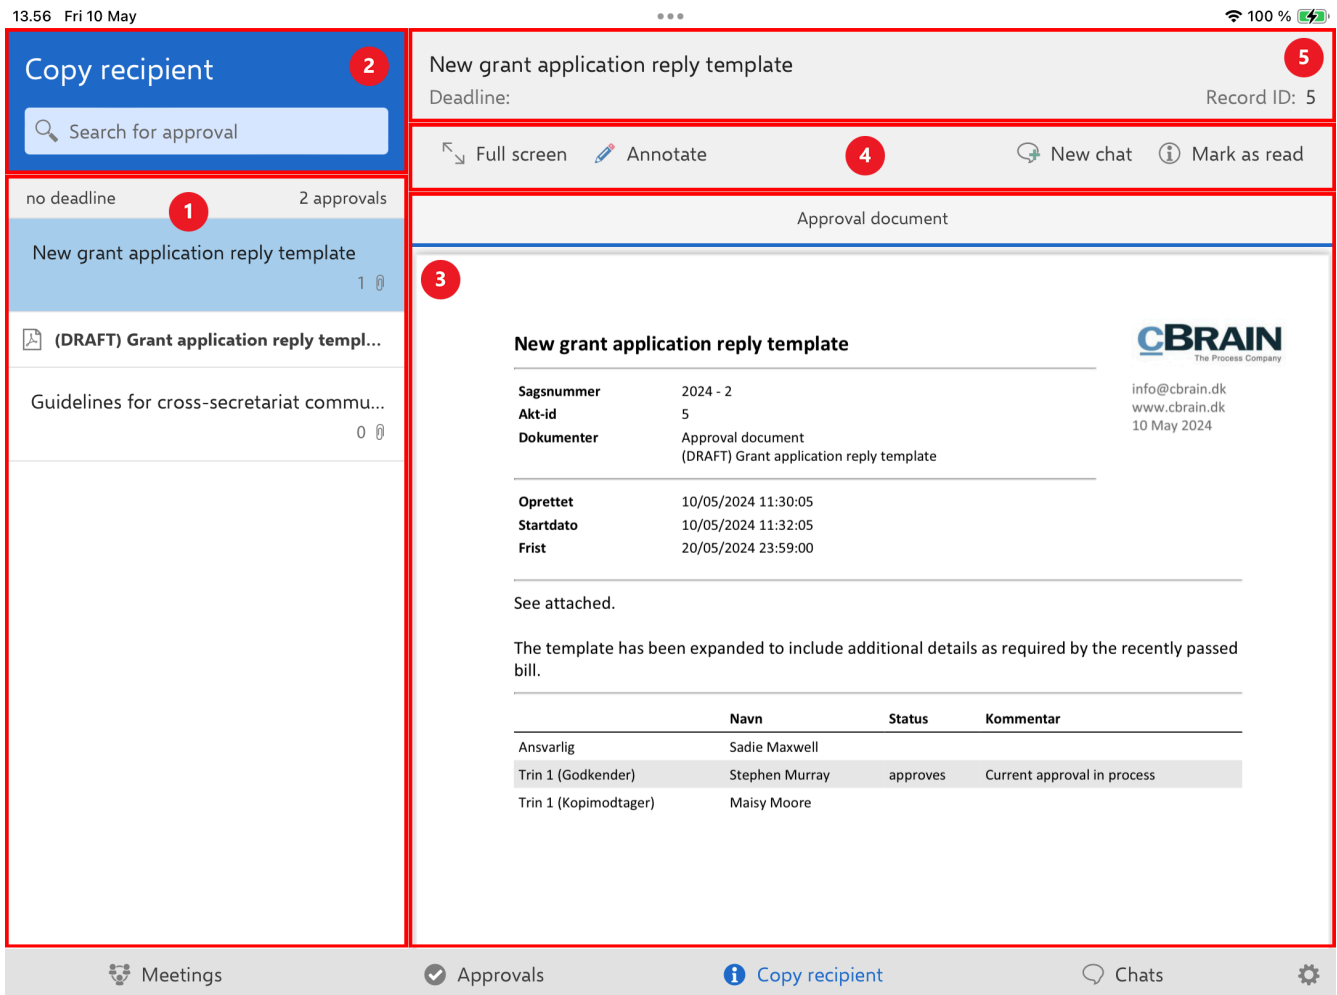 13.56 Fri 10 May
100 %
Copy recipient
2
Search for approval
no deadline
2 approvals
1
New grant application reply template
1
(DRAFT) Grant application reply templ...
Guidelines for cross-secretariat commu...
0
New grant application reply template
5
Deadline:
Record ID: 5
Full screen
Annotate
4
New chat
Mark as read
Approval document
3
New grant application reply template
cBRAIN
The Process Company
info@cbrain.dk
www.cbrain.dk
10 May 2024
Sagsnummer 2024 - 2
Akt-id 5
Dokumenter Approval document
(DRAFT) Grant application reply template
Oprettet 10/05/2024 11:30:05
Startdato 10/05/2024 11:32:05
Frist 20/05/2024 23:59:00
See attached.
The template has been expanded to include additional details as required by the recently passed
bill.
Navn Status Kommentar
Ansvarlig Sadie Maxwell
Trin 1 (Godkender) Stephen Murray approves Current approval in process
Trin 1 (Kopimodtager) Maisy Moore
Meetings
Approvals
Copy recipient
Chats